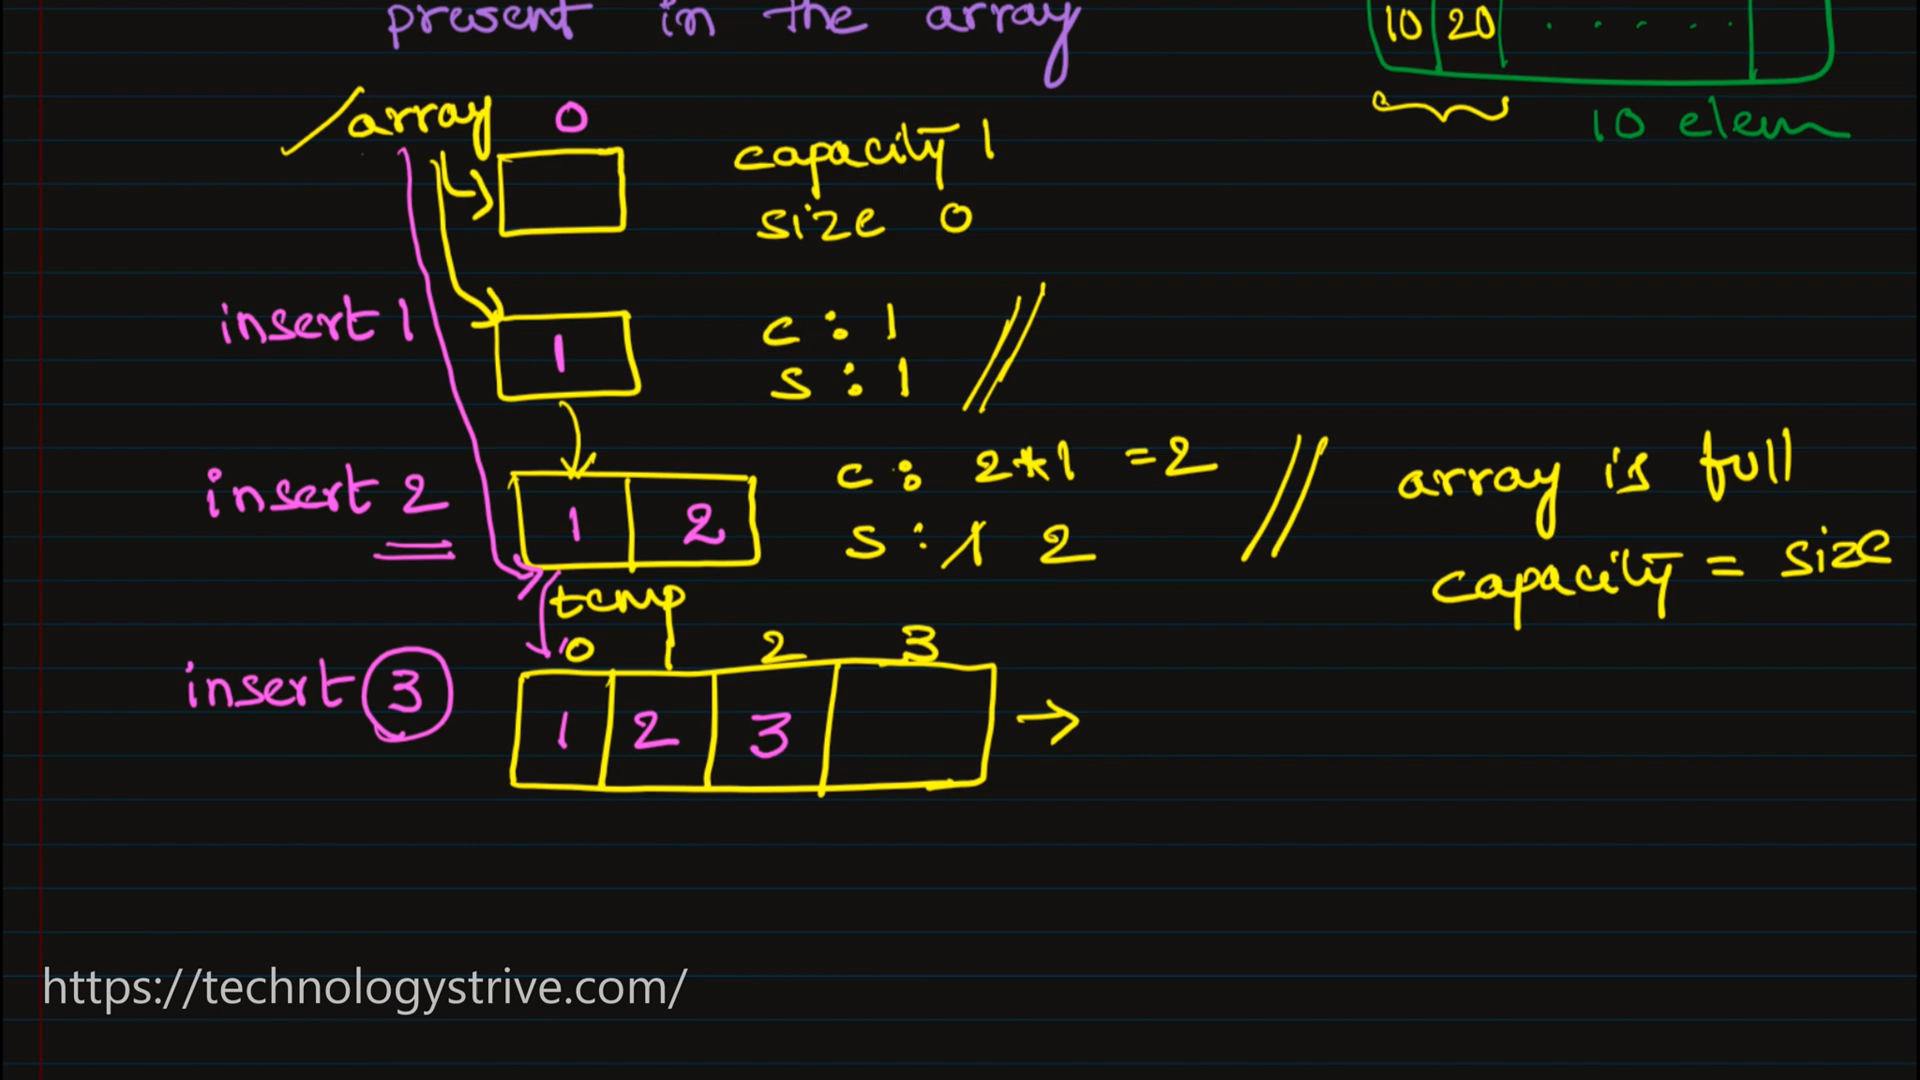 present in the array
10 20 . . . . .
10 elem
array 0
capacity 1
size 0
insert 1
1
c : 1
s : 1
insert 2
1 2
c : 2*1 = 2
s : 1 2
array is full
capacity = size
temp
0 1 2 3
insert 3
1 2 3
https://technologystrive.com/